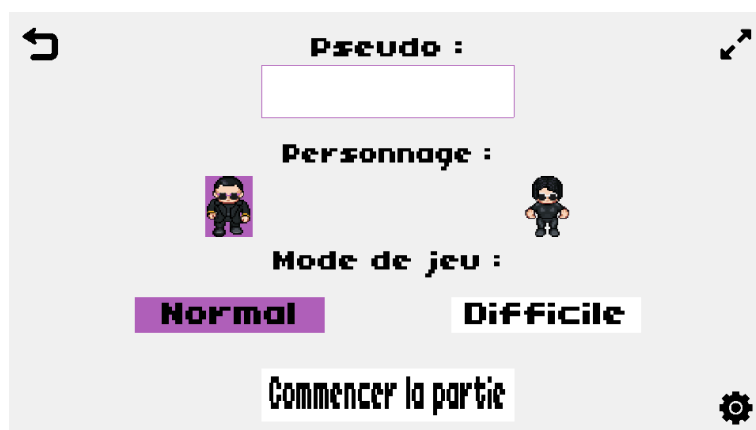 Pseudo :
Personnage :
Mode de jeu :
Normal
Difficile
Commencer la partie